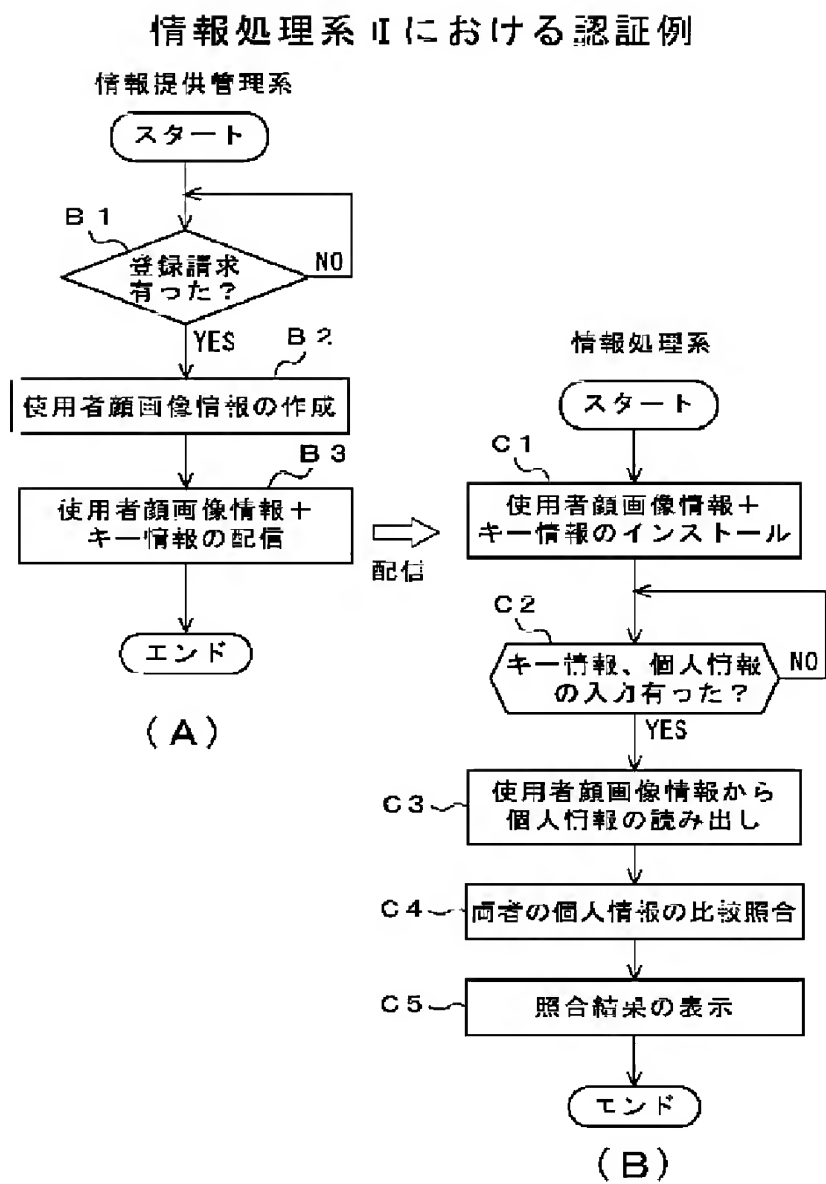 情報処理系Ⅱにおける認証例
情報提供管理系
スタート
B1
登録請求
有った?
NO
YES
B2
使用者顔画像情報の作成
B3
使用者顔画像情報+
キー情報の配信
配信
エンド
(A)
情報処理系
スタート
C1
使用者顔画像情報+
キー情報のインストール
C2
キー情報、個人情報
の入力有った?
NO
YES
C3
使用者顔画像情報から
個人情報の読み出し
C4
両者の個人情報の比較照合
C5
照合結果の表示
エンド
(B)